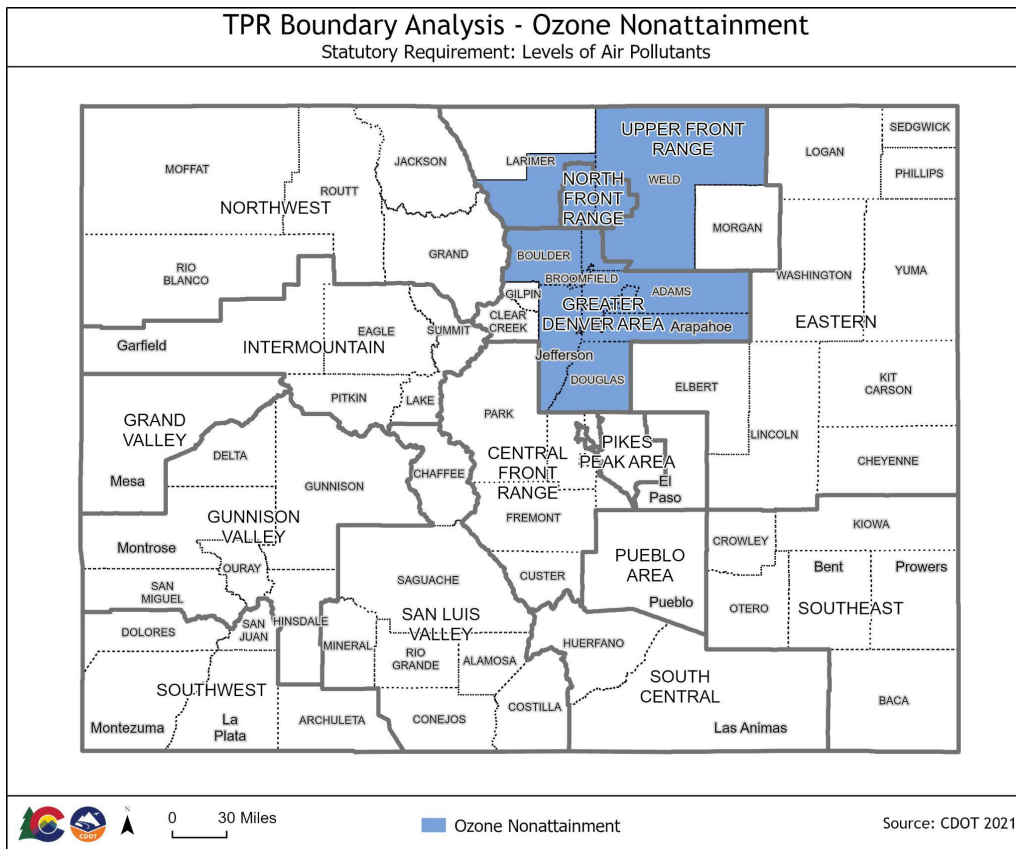 TPR Boundary Analysis - Ozone Nonattainment
Statutory Requirement: Levels of Air Pollutants
UPPER FRONT
RANGE
SEDGWICK
LOGAN
LARIMER
JACKSON
MOFFAT
PHILLIPS
NORTH
FRONT
RANGE
WELD
ROUTT
NORTHWEST
MORGAN
GRAND
BOULDER
RIO
BLANCO
WASHINGTON
YUMA
BROOMFIELD
GILPIN
ADAMS
GREATER
DENVER AREA
CLEAR
CREEK
EASTERN
EAGLE
SUMMIT
Arapahoe
Garfield
INTERMOUNTAIN
Jefferson
DOUGLAS
ELBERT
KIT
CARSON
PITKIN
LAKE
PARK
GRAND
VALLEY
LINCOLN
PIKES
PEAK AREA
DELTA
CENTRAL
FRONT
RANGE
CHEYENNE
CHAFFEE
Mesa
GUNNISON
El
Paso
GUNNISON
VALLEY
FREMONT
KIOWA
CROWLEY
Montrose
PUEBLO
AREA
Bent
Prowers
OURAY
SAGUACHE
CUSTER
SAN
MIGUEL
Pueblo
OTERO
SOUTHEAST
SAN LUIS
VALLEY
DOLORES
SAN
JUAN
HINSDALE
MINERAL
HUERFANO
RIO
GRANDE
ALAMOSA
SOUTH
CENTRAL
SOUTHWEST
BACA
COSTILLA
Montezuma
La
Plata
ARCHULETA
CONEJOS
Las Animas
C
CDOT
N
0 30 Miles
Ozone Nonattainment
Source: CDOT 2021